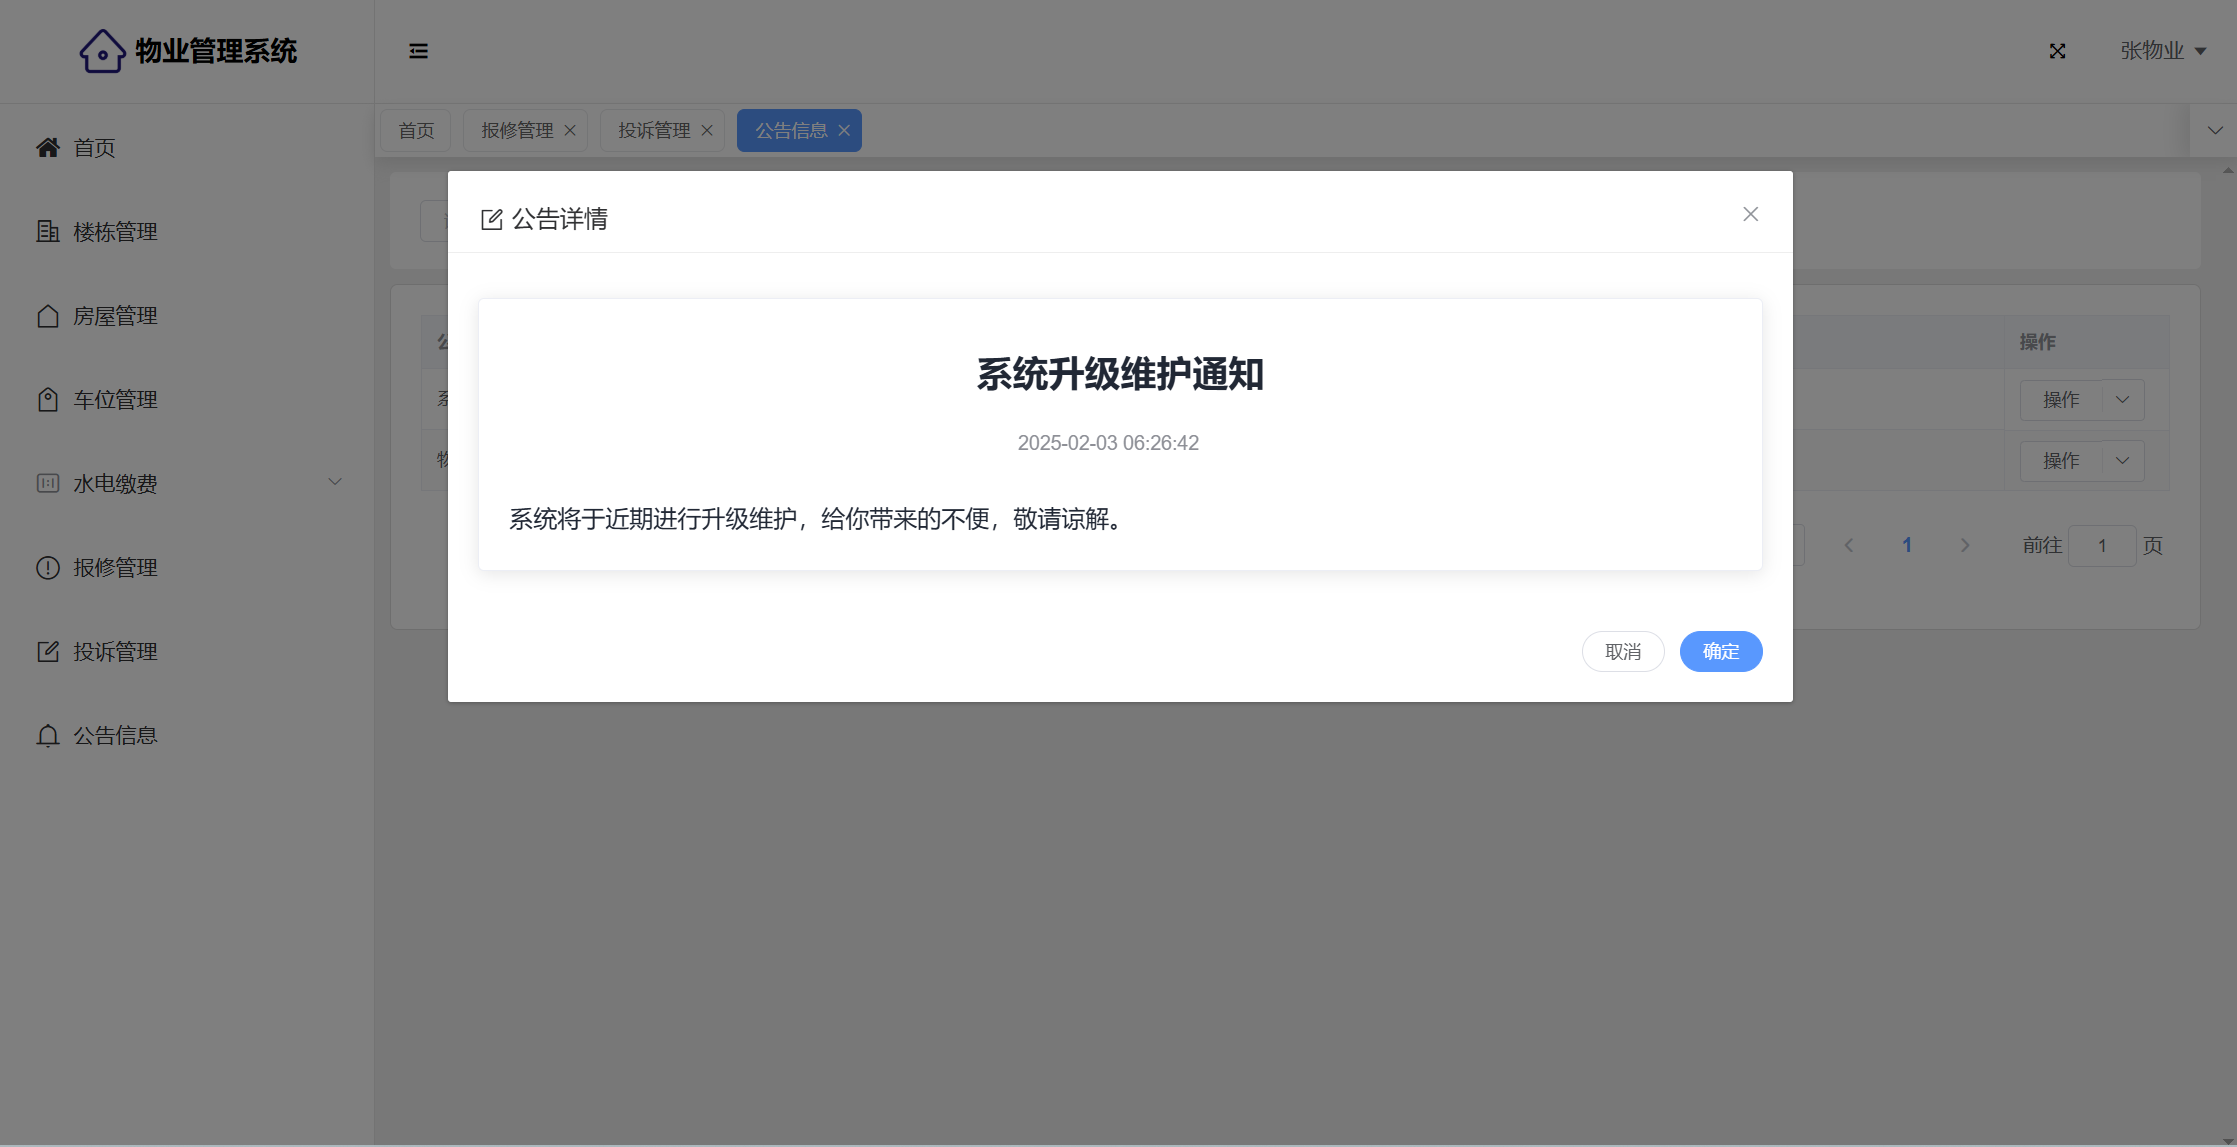 物业管理系统
张物业
首页
报修管理
投诉管理
公告信息
首页
楼栋管理
房屋管理
车位管理
水电缴费
报修管理
投诉管理
公告信息
公告详情
系统升级维护通知
2025-02-03 06:26:42
系统将于近期进行升级维护，给你带来的不便，敬请谅解。
取消
确定
操作
操作
操作
1
前往 1 页